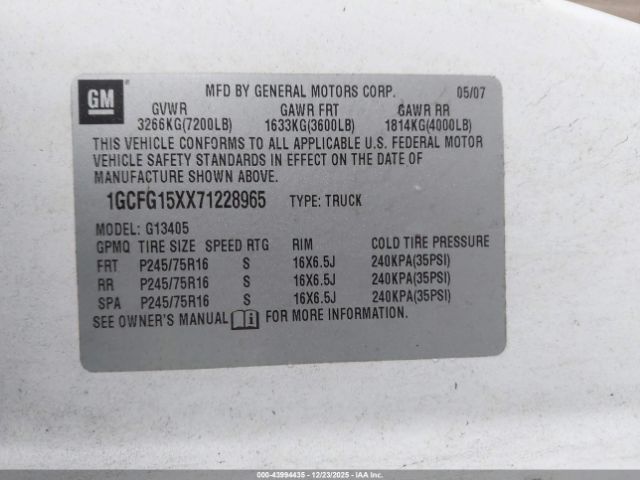 GM
MFD BY GENERAL MOTORS CORP. 05/07
GVWR GAWR FRT GAWR RR
3266KG(7200LB) 1633KG(3600LB) 1814KG(4000LB)
THIS VEHICLE CONFORMS TO ALL APPLICABLE U.S. FEDERAL MOTOR
VEHICLE SAFETY STANDARDS IN EFFECT ON THE DATE OF
MANUFACTURE SHOWN ABOVE.
1GCFG15XX71228965 TYPE: TRUCK
MODEL: G13405
GPMQ TIRE SIZE SPEED RTG RIM COLD TIRE PRESSURE
FRT P245/75R16 S 16X6.5J 240KPA(35PSI)
RR P245/75R16 S 16X6.5J 240KPA(35PSI)
SPA P245/75R16 S 16X6.5J 240KPA(35PSI)
SEE OWNER'S MANUAL i FOR MORE INFORMATION.
000-43994435 - 12/23/2025 - COPYRIGHT IAA, LLC